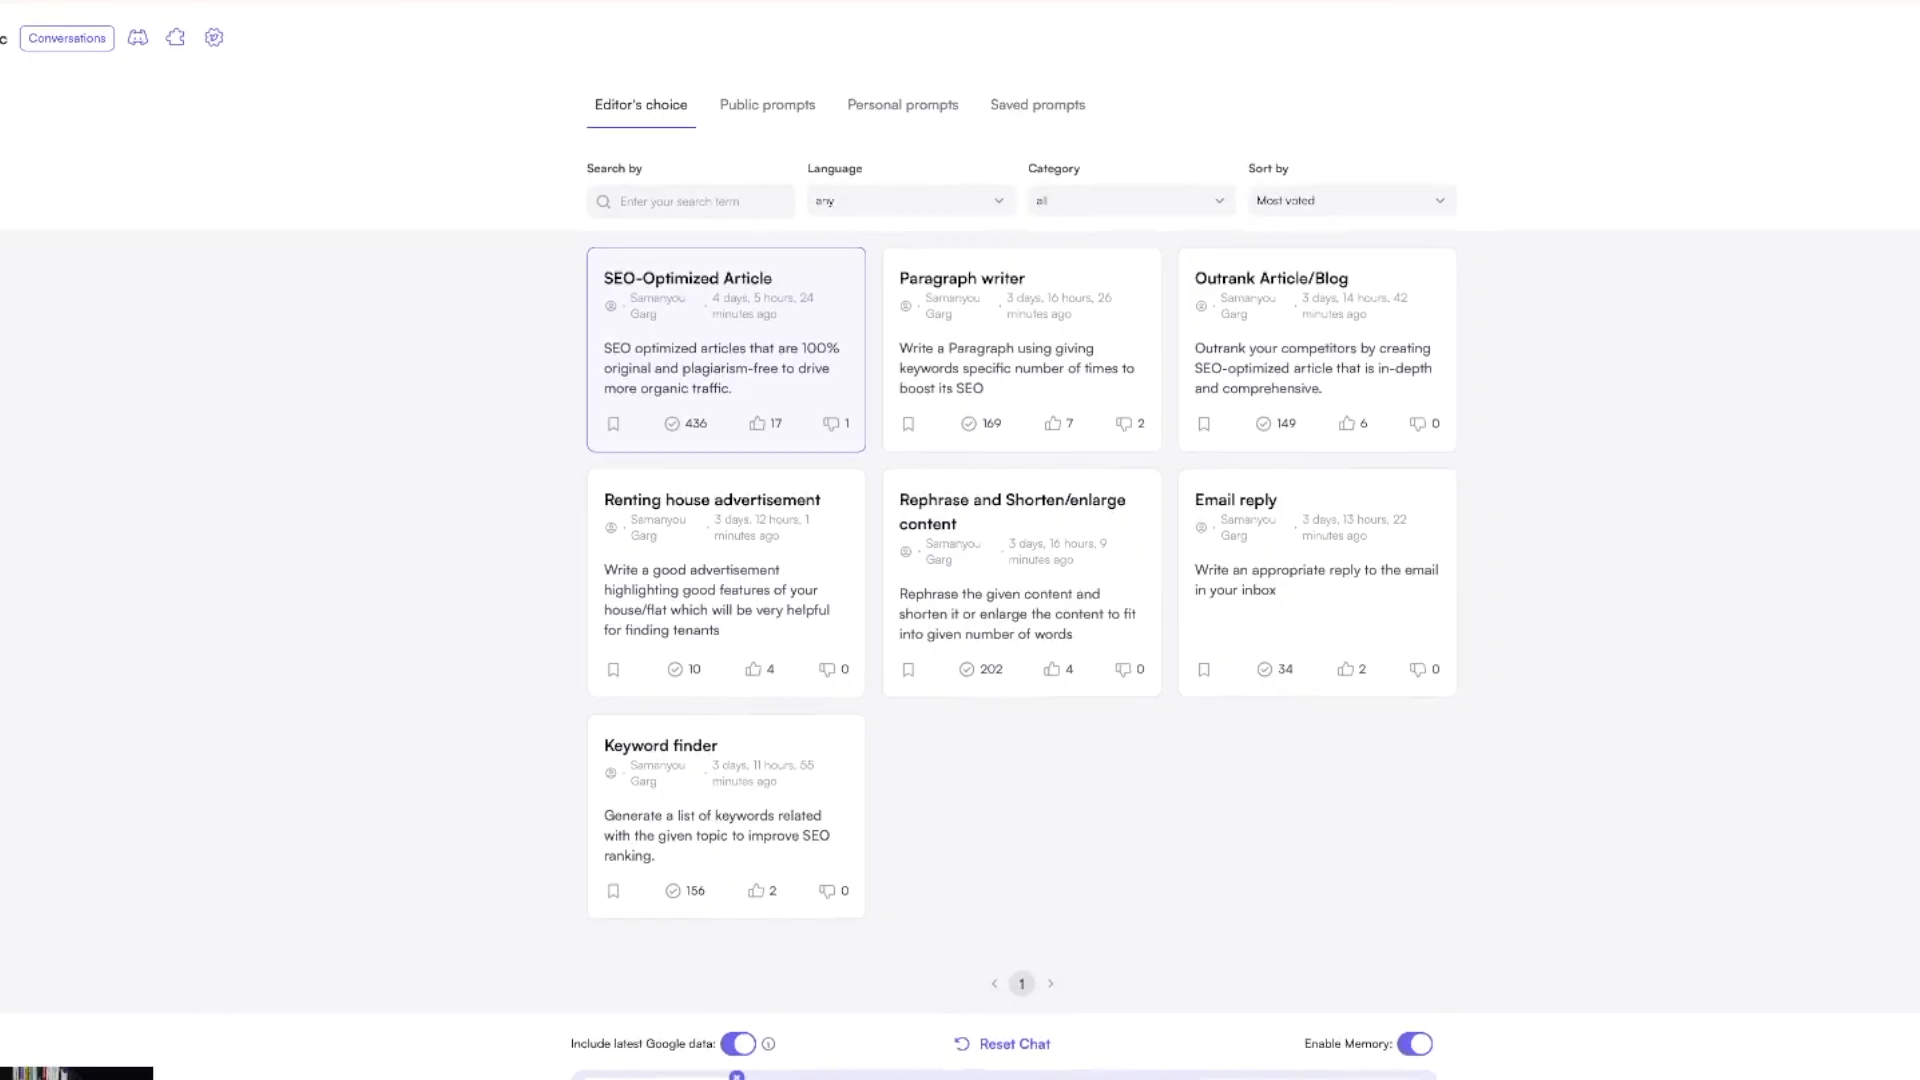 c Conversations
Editor's choice Public prompts Personal prompts Saved prompts
Search by Language Category Sort by
Enter your search term any all Most voted
SEO-Optimized Article
Samanyou Garg · 4 days, 5 hours, 24 minutes ago
SEO optimized articles that are 100%
original and plagiarism-free to drive
more organic traffic.
436 17 1
Paragraph writer
Samanyou Garg · 3 days, 16 hours, 26 minutes ago
Write a Paragraph using giving
keywords specific number of times to
boost its SEO
169 7 2
Outrank Article/Blog
Samanyou Garg · 3 days, 14 hours, 42 minutes ago
Outrank your competitors by creating
SEO-optimized article that is in-depth
and comprehensive.
149 6 0
Renting house advertisement
Samanyou Garg · 3 days, 12 hours, 1 minutes ago
Write a good advertisement
highlighting good features of your
house/flat which will be very helpful
for finding tenants
10 4 0
Rephrase and Shorten/enlarge
content
Samanyou Garg · 3 days, 16 hours, 9 minutes ago
Rephrase the given content and
shorten it or enlarge the content to fit
into given number of words
202 4 0
Email reply
Samanyou Garg · 3 days, 13 hours, 22 minutes ago
Write an appropriate reply to the email
in your inbox
34 2 0
Keyword finder
Samanyou Garg · 3 days, 11 hours, 55 minutes ago
Generate a list of keywords related
with the given topic to improve SEO
ranking.
156 2 0
1
Include latest Google data: Reset Chat Enable Memory: